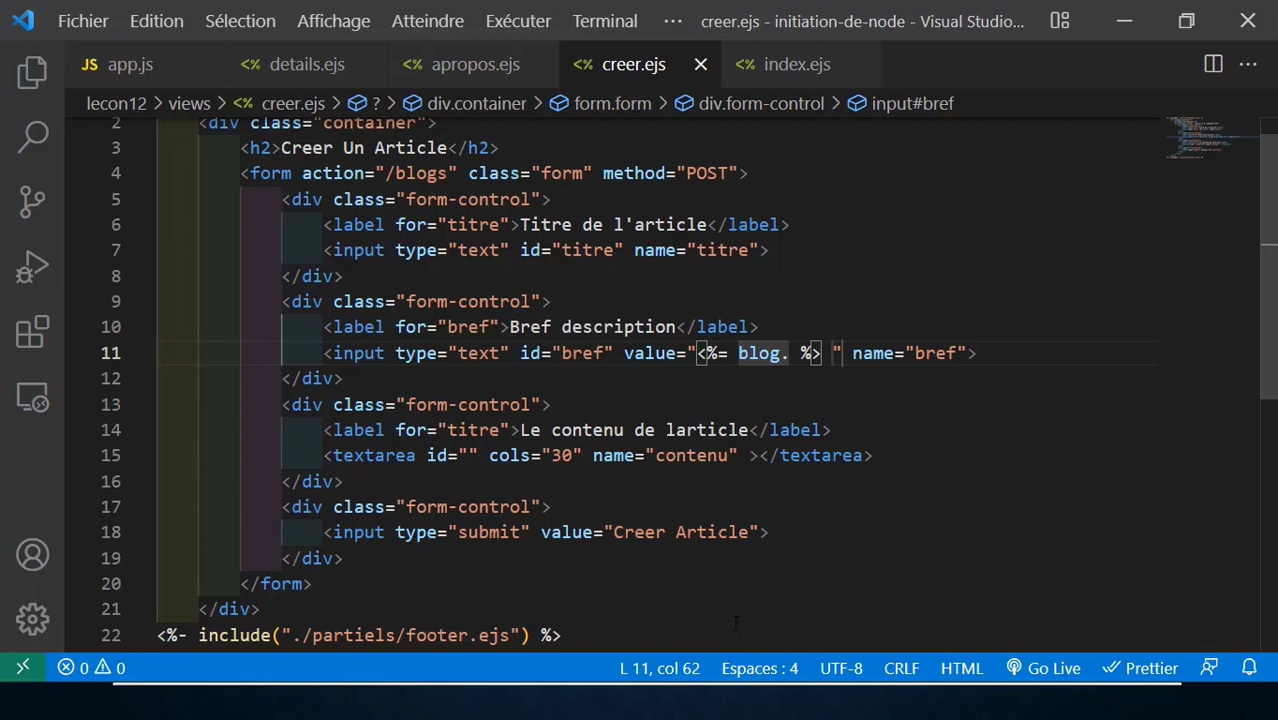 Fichier Edition Sélection Affichage Atteindre Exécuter Terminal ··· creer.ejs - initiation-de-node - Visual Studio...
JS app.js <% details.ejs <% apropos.ejs <% creer.ejs <% index.ejs ···
lecon12 > views > <% creer.ejs > ? > div.container > form.form > div.form-control > input#bref
2 <div class="container">
3 <h2>Creer Un Article</h2>
4 <form action="/blogs" class="form" method="POST">
5 <div class="form-control">
6 <label for="titre">Titre de l'article</label>
7 <input type="text" id="titre" name="titre">
8 </div>
9 <div class="form-control">
10 <label for="bref">Bref description</label>
11 <input type="text" id="bref" value="<%= blog. %> " name="bref">
12 </div>
13 <div class="form-control">
14 <label for="titre">Le contenu de larticle</label>
15 <textarea id="" cols="30" name="contenu" ></textarea>
16 </div>
17 <div class="form-control">
18 <input type="submit" value="Creer Article">
19 </div>
20 </form>
21 </div>
22 <%- include("./partiels/footer.ejs") %>
0 0 L 11, col 62 Espaces : 4 UTF-8 CRLF HTML Go Live Prettier